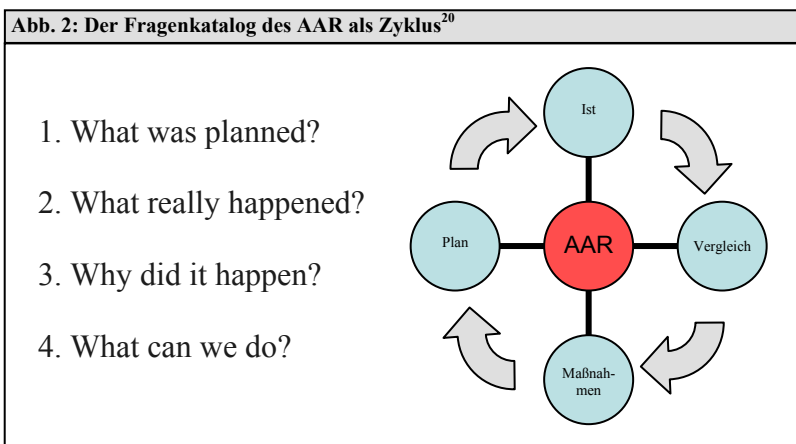 Abb. 2: Der Fragenkatalog des AAR als Zyklus20
1. What was planned?
2. What really happened?
3. Why did it happen?
4. What can we do?
Ist
Plan
AAR
Vergleich
Maßnah-
men